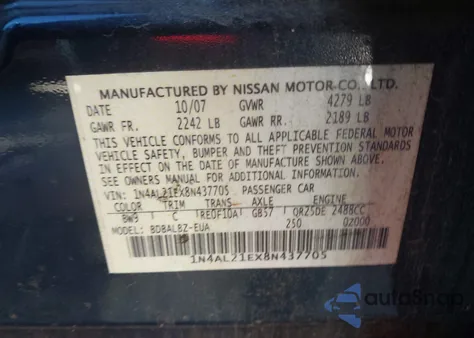 MANUFACTURED BY NISSAN MOTOR CO., LTD.
DATE 10/07 GVWR 4279 LB
GAWR FR. 2242 LB GAWR RR. 2189 LB
THIS VEHICLE CONFORMS TO ALL APPLICABLE FEDERAL MOTOR
VEHICLE SAFETY, BUMPER AND THEFT PREVENTION STANDARDS
IN EFFECT ON THE DATE OF MANUFACTURE SHOWN ABOVE.
SEE OWNERS MANUAL FOR ADDITIONAL INFORMATION.
VIN: 1N4AL21EX8N437705 PASSENGER CAR
COLOR TRIM TRANS. AXLE ENGINE
BW9 C RE0F10A GB57 QR25DE 2488CC
MODEL: BDBALBZ-EUA 250 02000
1N4AL21EX8N437705
autoSnap